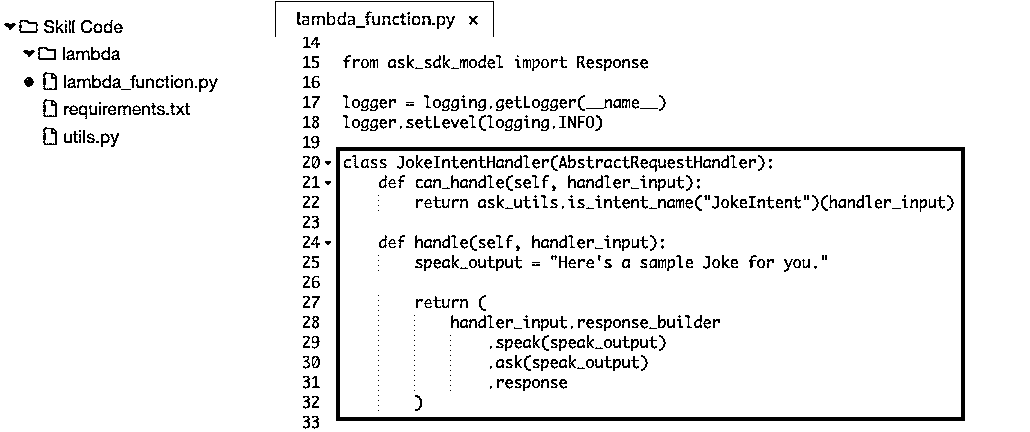 Skill Code
lambda
lambda_function.py
requirements.txt
utils.py
lambda_function.py x
14
15 from ask_sdk_model import Response
16
17 logger = logging.getLogger(__name__)
18 logger.setLevel(logging.INFO)
19
20 class JokeIntentHandler(AbstractRequestHandler):
21     def can_handle(self, handler_input):
22         return ask_utils.is_intent_name("JokeIntent")(handler_input)
23
24     def handle(self, handler_input):
25         speak_output = "Here's a sample Joke for you."
26
27         return (
28             handler_input.response_builder
29                 .speak(speak_output)
30                 .ask(speak_output)
31                 .response
32         )
33